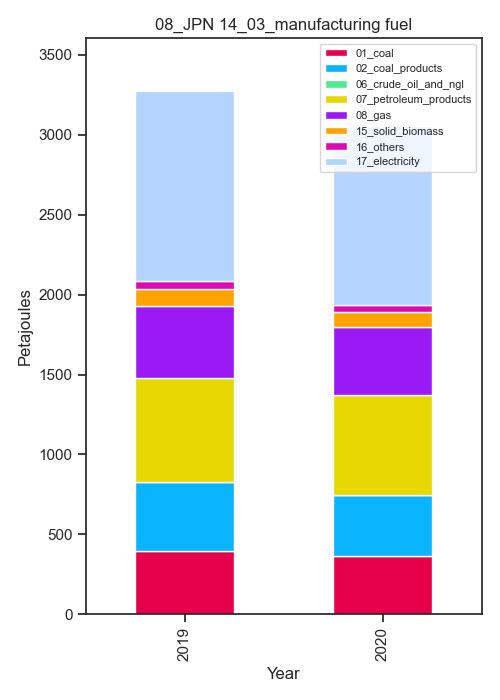 08_JPN 14_03_manufacturing fuel
01_coal
02_coal_products
06_crude_oil_and_ngl
07_petroleum_products
08_gas
15_solid_biomass
16_others
17_electricity
3500
3000
2500
2000
1500
1000
500
0
Petajoules
2019
2020
Year